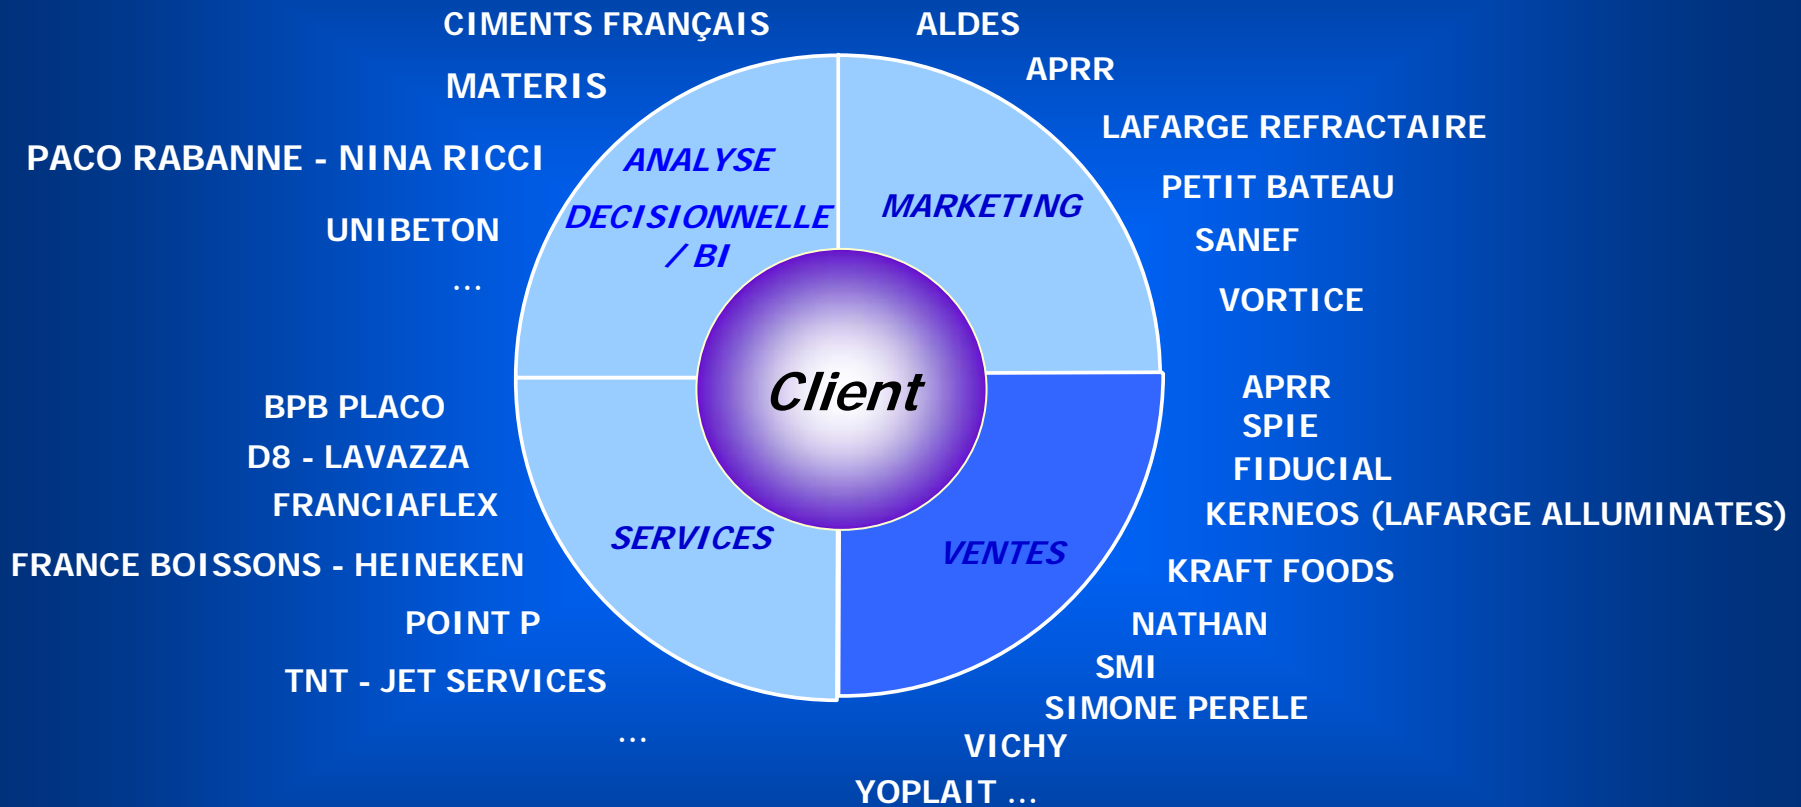 CIMENTS FRANÇAIS
MATERIS
PACO RABANNE - NINA RICCI
UNIBETON
...
ANALYSE
DECISIONNELLE
/ BI
ALDES
APRR
LAFARGE REFRACTAIRE
PETIT BATEAU
SANEF
VORTICE
MARKETING
Client
BPB PLACO
D8 - LAVAZZA
FRANCIAFLEX
FRANCE BOISSONS - HEINEKEN
POINT P
TNT - JET SERVICES
...
SERVICES
VENTES
APRR
SPIE
FIDUCIAL
KERNEOS (LAFARGE ALLUMINATES)
KRAFT FOODS
NATHAN
SMI
SIMONE PERELE
VICHY
YOPLAIT ...